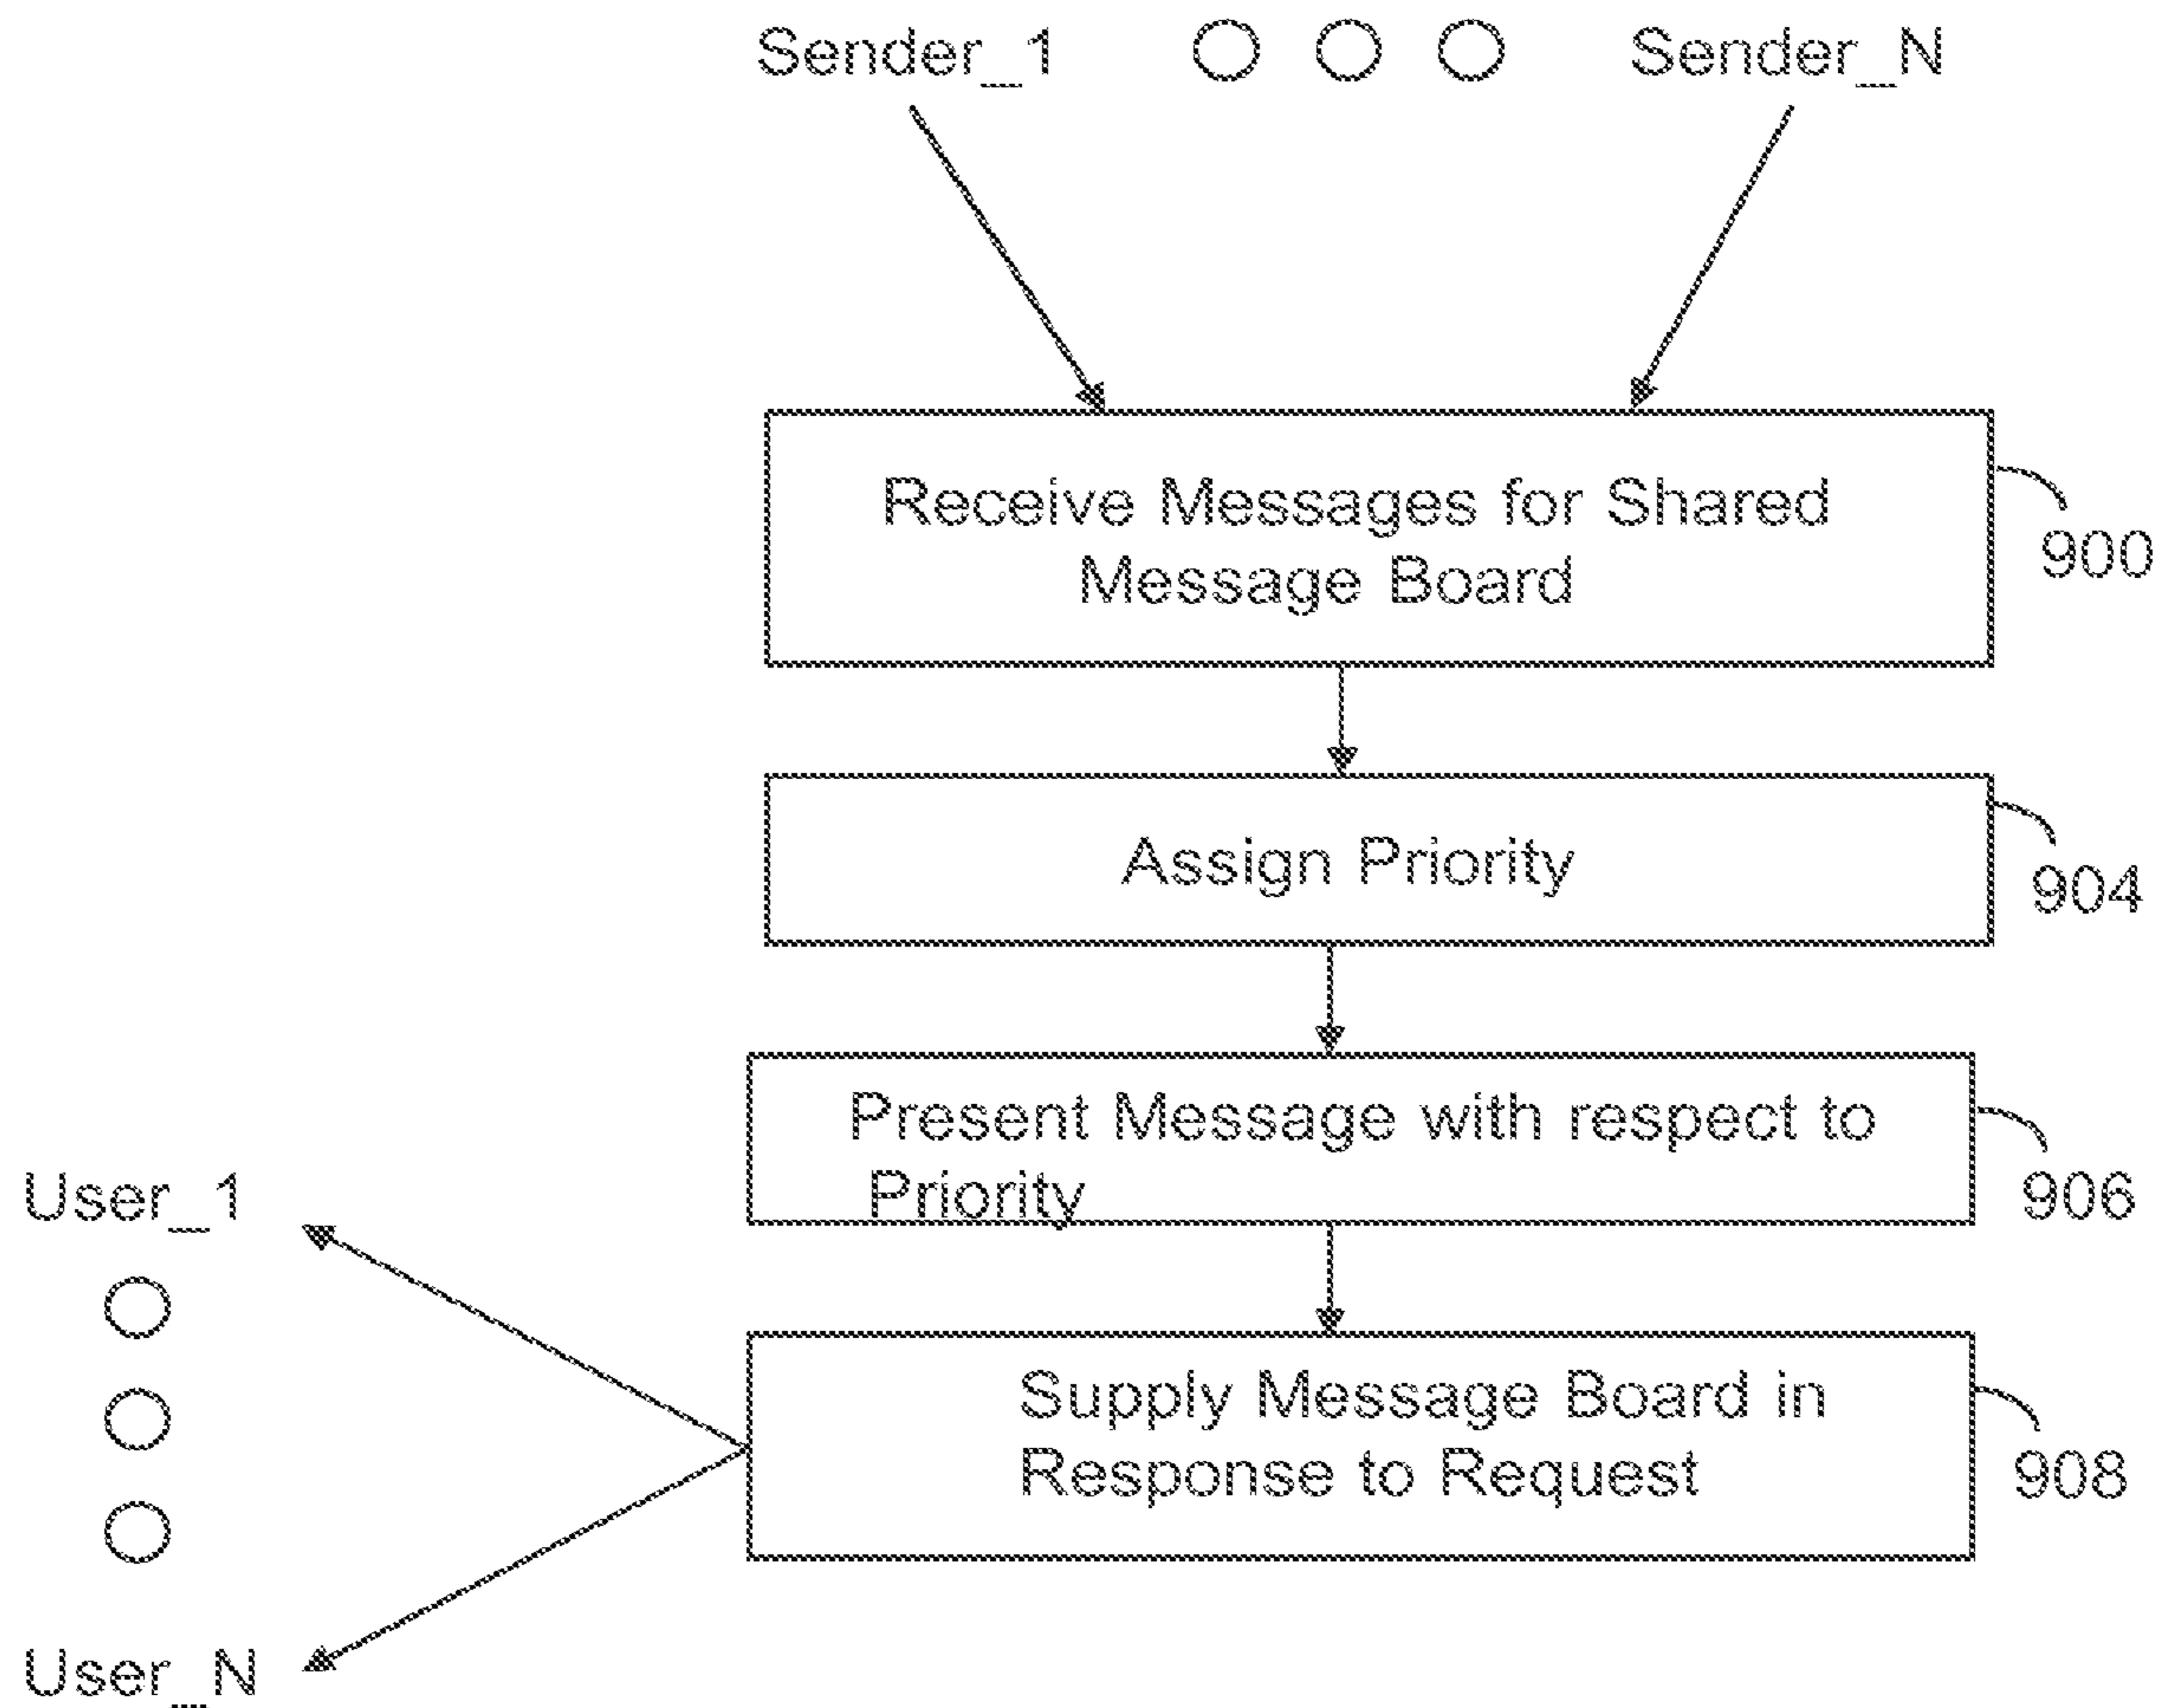 Sender_1 Sender_N
Receive Messages for Shared
Message Board
900
Assign Priority
904
Present Message with respect to
Priority
906
User_1
Supply Message Board in
Response to Request
908
User_N